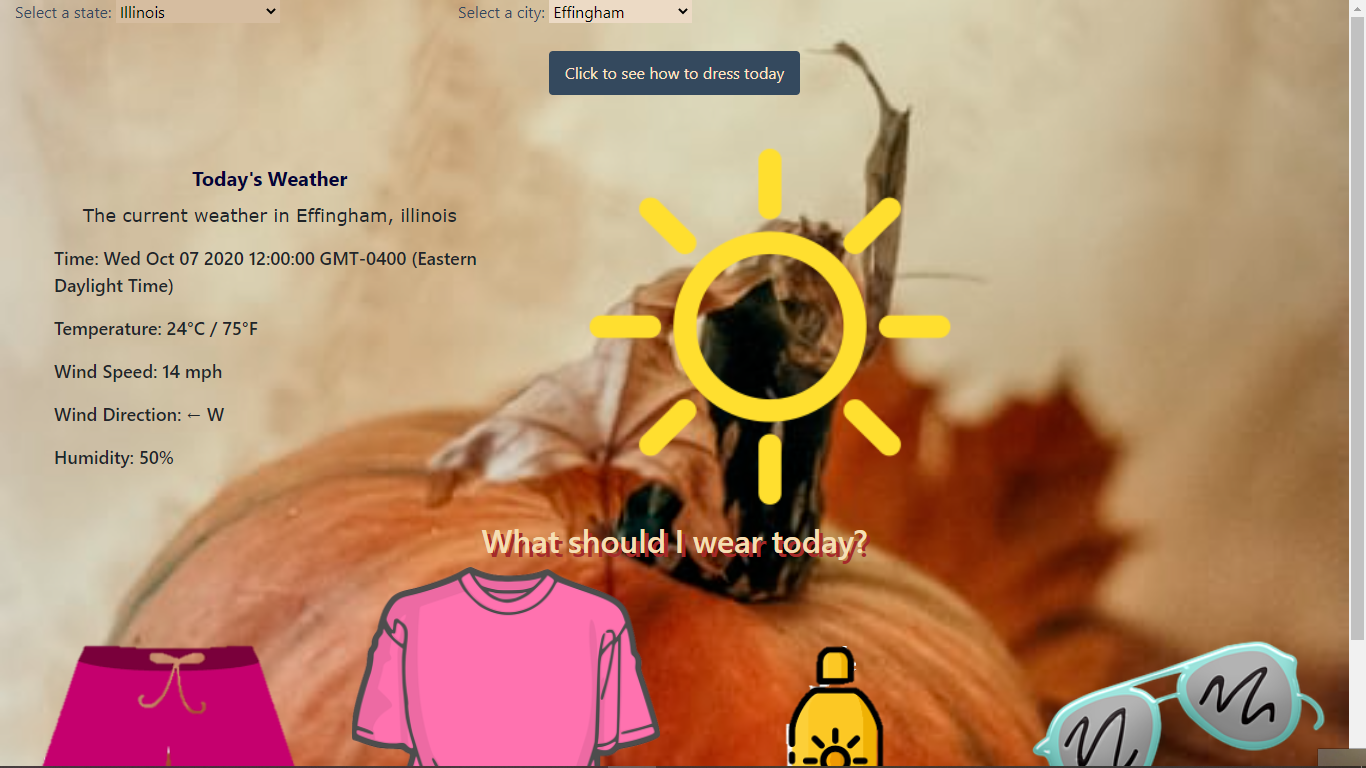 Select a state: Illinois
Select a city: Effingham
Click to see how to dress today
Today's Weather
The current weather in Effingham, illinois
Time: Wed Oct 07 2020 12:00:00 GMT-0400 (Eastern
Daylight Time)
Temperature: 24°C / 75°F
Wind Speed: 14 mph
Wind Direction: ← W
Humidity: 50%
What should I wear today?